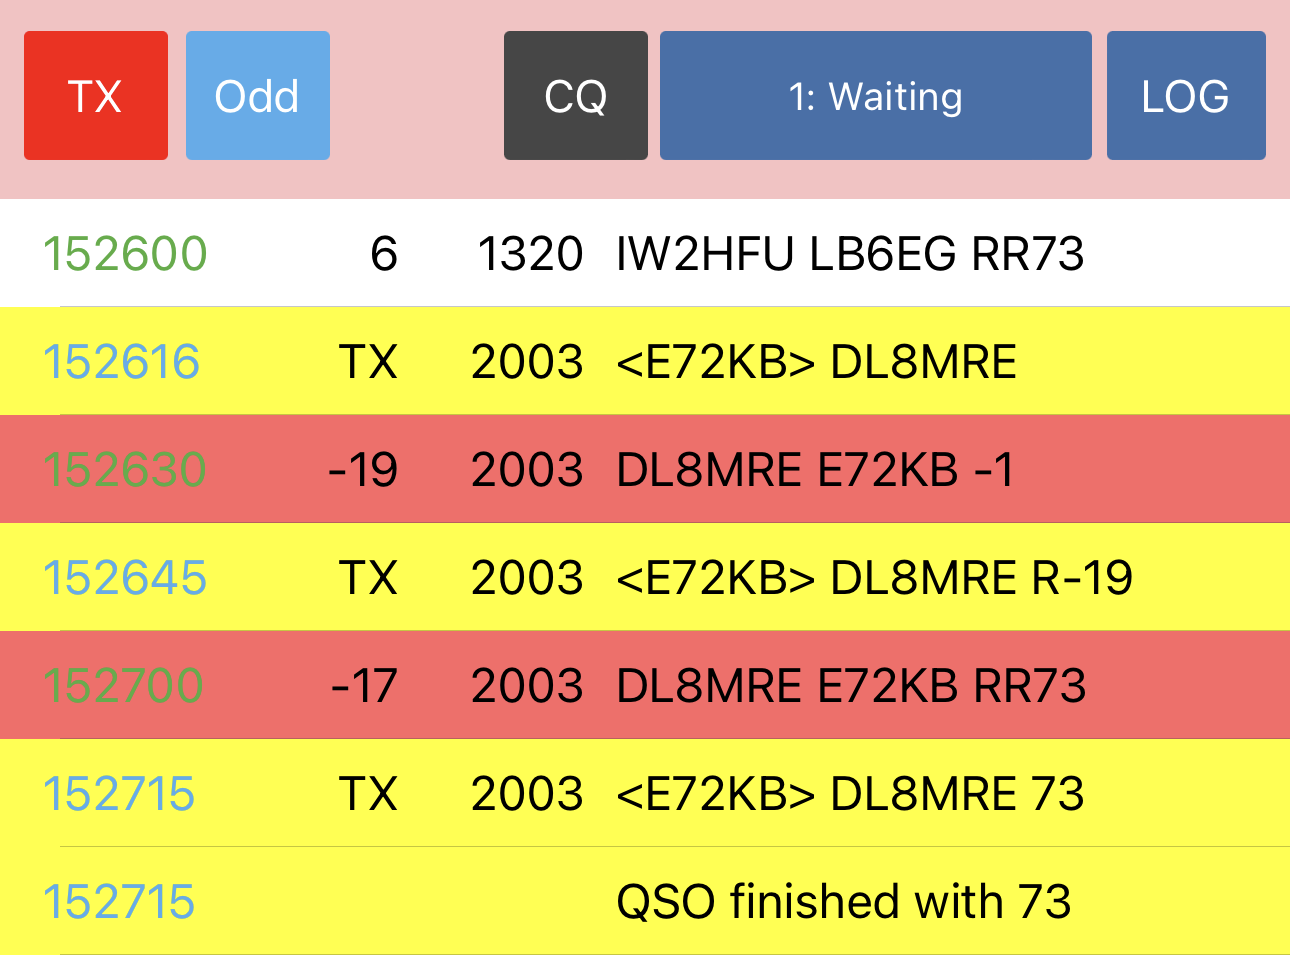 TX Odd CQ 1: Waiting LOG
152600 6 1320 IW2HFU LB6EG RR73
152616 TX 2003 <E72KB> DL8MRE
152630 -19 2003 DL8MRE E72KB -1
152645 TX 2003 <E72KB> DL8MRE R-19
152700 -17 2003 DL8MRE E72KB RR73
152715 TX 2003 <E72KB> DL8MRE 73
152715 QSO finished with 73